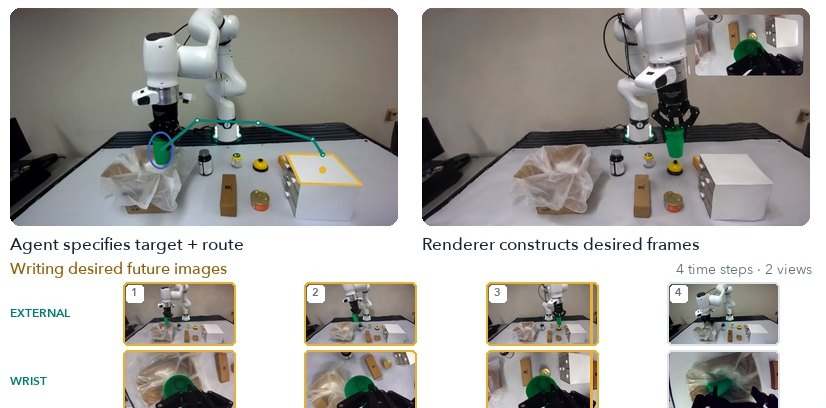 Agent specifies target + route
Renderer constructs desired frames
Writing desired future images
4 time steps · 2 views
EXTERNAL
1
2
3
4
WRIST